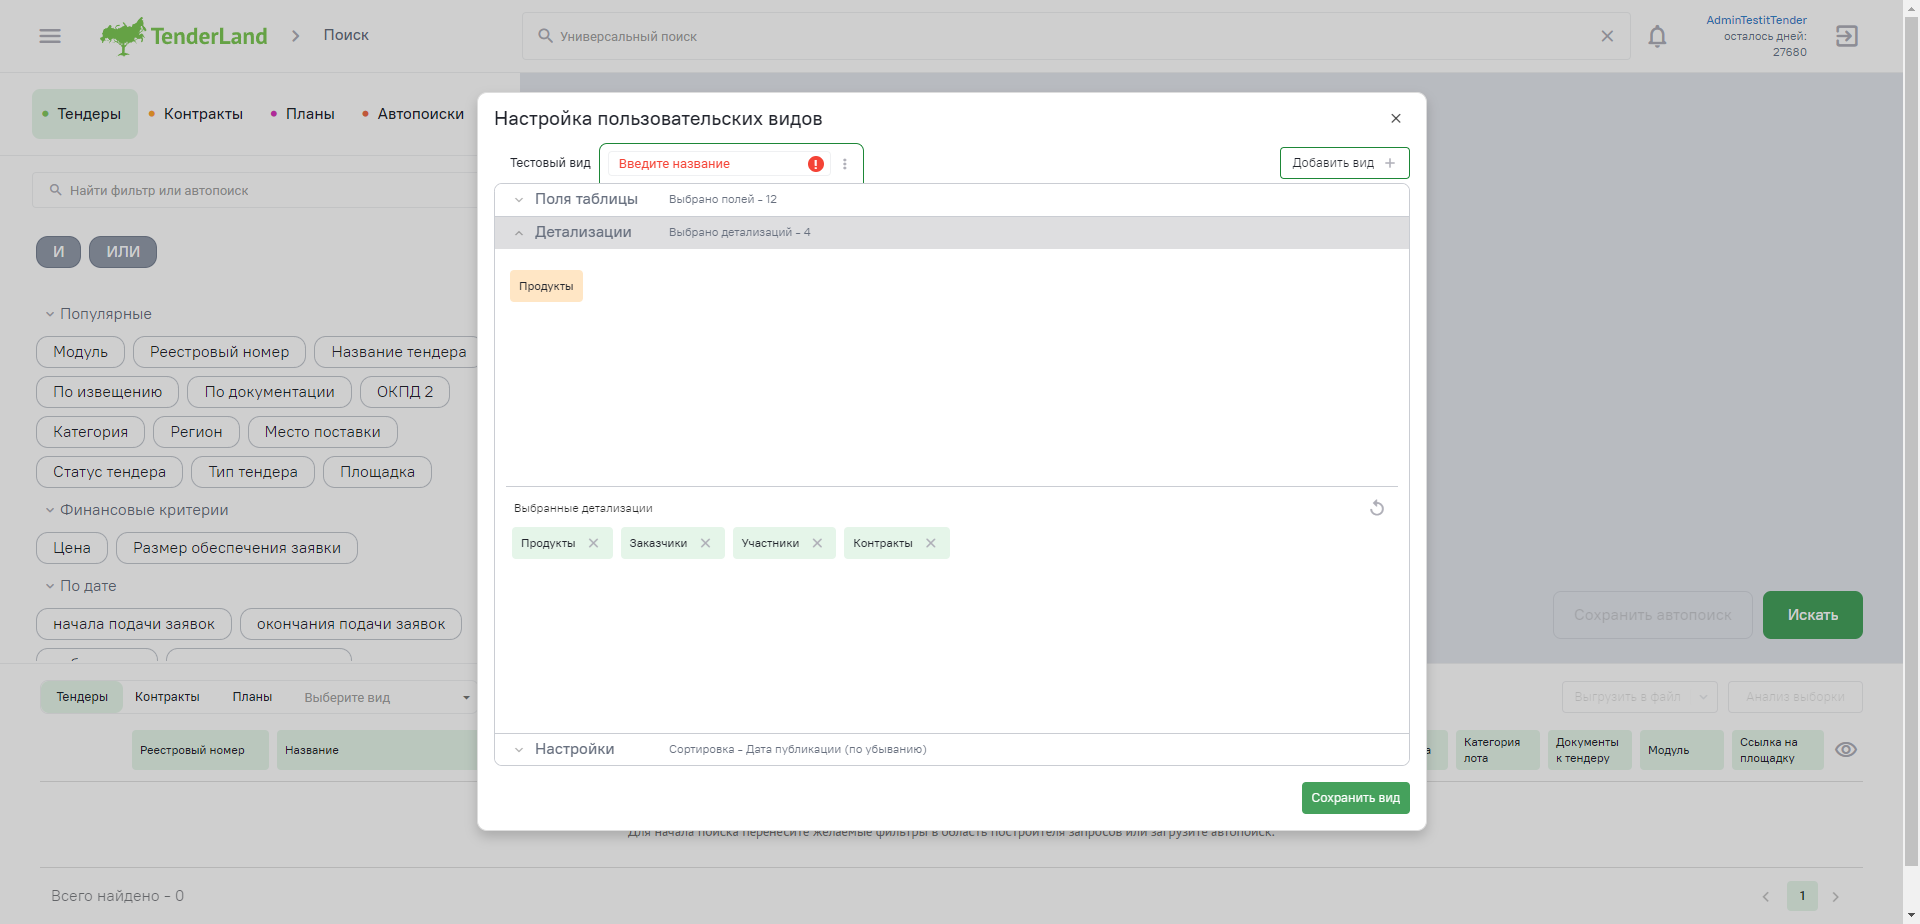 TenderLand
Поиск
Универсальный поиск
AdminTestitTender
осталось дней:
27680
Тендеры
Контракты
Планы
Автопоиски
Найти фильтр или автопоиск
И
ИЛИ
Популярные
Модуль
Реестровый номер
Название тендера
По извещению
По документации
ОКПД 2
Категория
Регион
Место поставки
Статус тендера
Тип тендера
Площадка
Финансовые критерии
Цена
Размер обеспечения заявки
По дате
начала подачи заявок
окончания подачи заявок
Настройка пользовательских видов
Тестовый вид
Введите название
Добавить вид
Поля таблицы
Выбрано полей - 12
Детализации
Выбрано детализаций - 4
Продукты
Выбранные детализации
Продукты
Заказчики
Участники
Контракты
Настройки
Сортировка - Дата публикации (по убыванию)
Сохранить вид
Сохранить автопоиск
Искать
Тендеры
Контракты
Планы
Выберите вид
Выгрузить в файл
Анализ выборки
Реестровый номер
Название
а
Категория
лота
Документы
к тендеру
Модуль
Ссылка на
площадку
Для начала поиска перенесите желаемые фильтры в область построителя запросов или загрузите автопоиск.
Всего найдено - 0
1